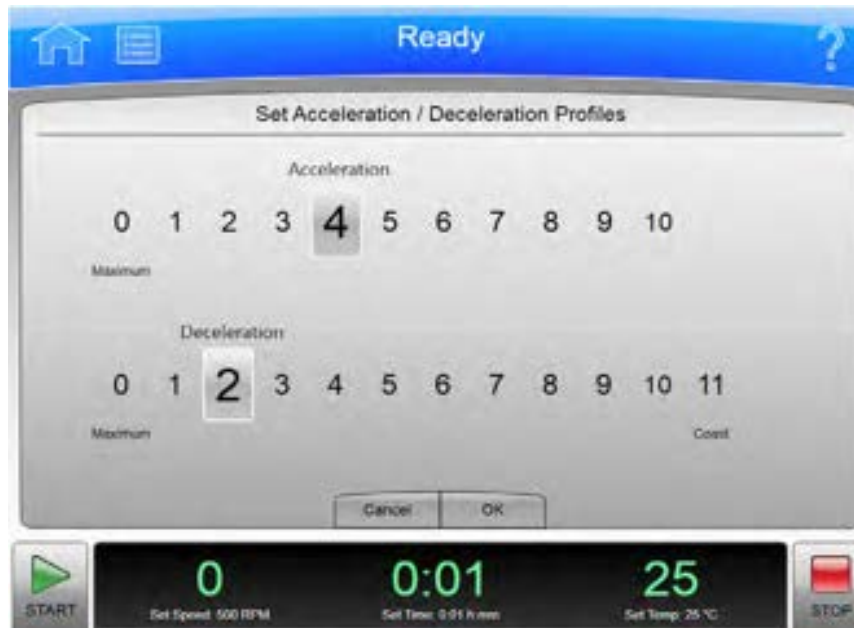 Ready
?
Set Acceleration / Deceleration Profiles
Acceleration
0 1 2 3 4 5 6 7 8 9 10
Maximum
Deceleration
0 1 2 3 4 5 6 7 8 9 10 11
Maximum Coast
Cancel OK
0 0:01 25
START Set Speed: 500 RPM Set Time: 0:01 h:mm Set Temp: 25 °C STOP